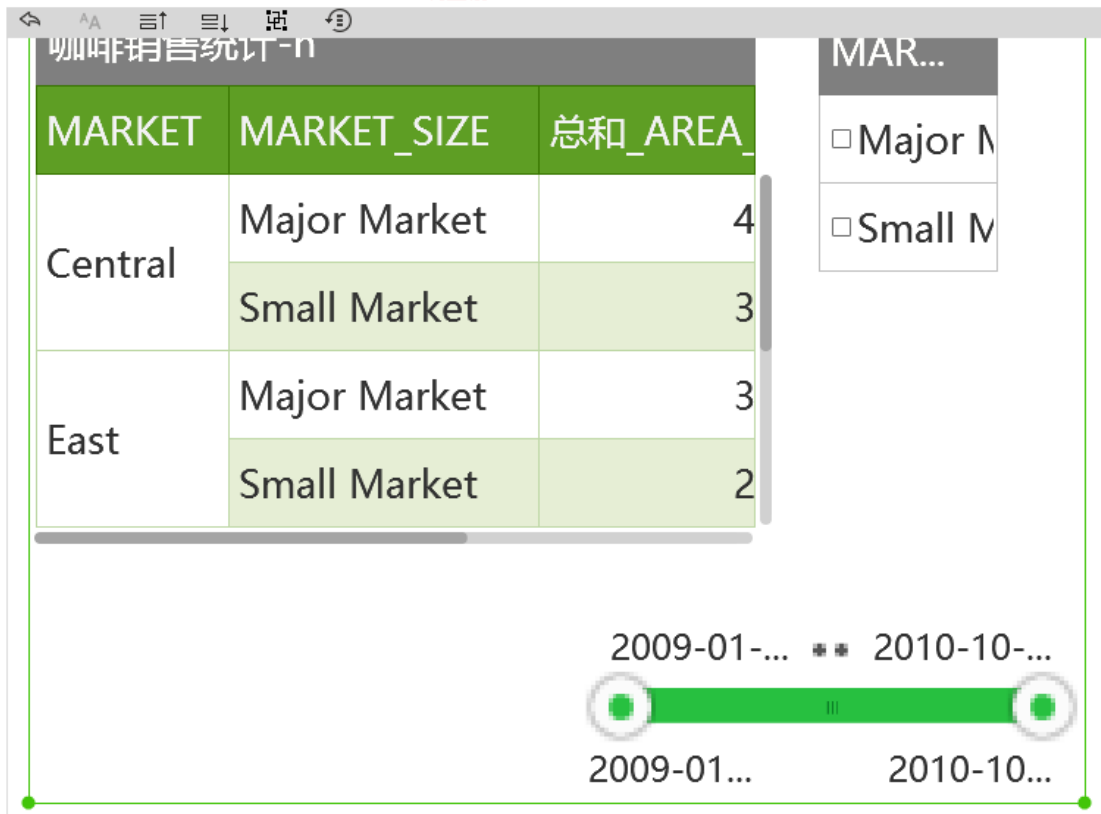 咖啡销售统计-n
MAR...
MARKET MARKET_SIZE 总和_AREA_
Major M
Small M
Central
Major Market 4
Small Market 3
East
Major Market 3
Small Market 2
2009-01-... 2010-10-...
2009-01... 2010-10...